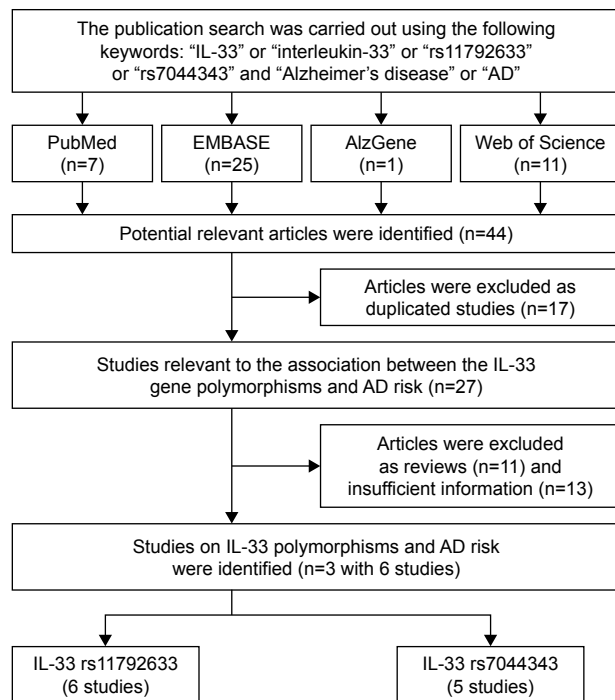 The publication search was carried out using the following
keywords: “IL-33” or “interleukin-33” or “rs11792633”
or “rs7044343” and “Alzheimer’s disease” or “AD”
PubMed
(n=7)
EMBASE
(n=25)
AlzGene
(n=1)
Web of Science
(n=11)
Potential relevant articles were identified (n=44)
Articles were excluded as
duplicated studies (n=17)
Studies relevant to the association between the IL-33
gene polymorphisms and AD risk (n=27)
Articles were excluded
as reviews (n=11) and
insufficient information (n=13)
Studies on IL-33 polymorphisms and AD risk
were identified (n=3 with 6 studies)
IL-33 rs11792633
(6 studies)
IL-33 rs7044343
(5 studies)